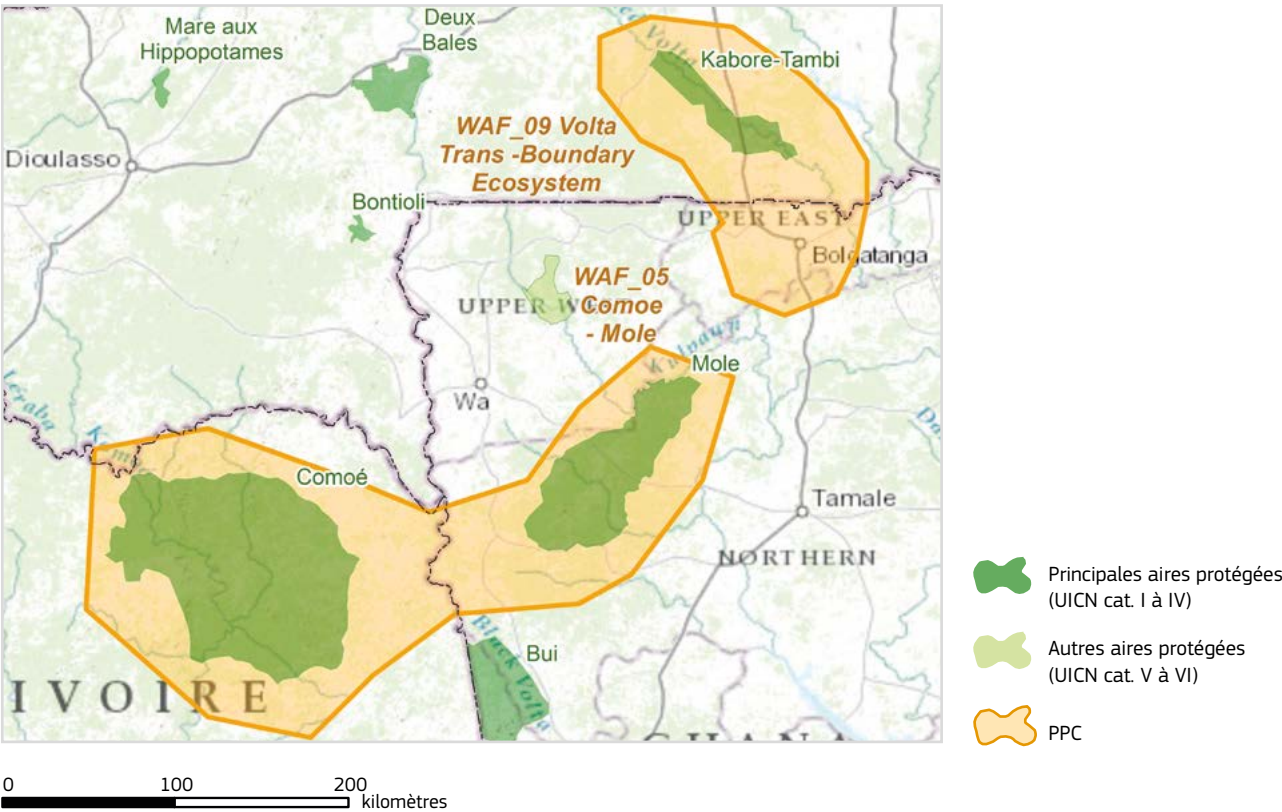 Mare aux
Hippopotames
Deux
Bales
Kabore-Tambi
WAF_09 Volta
Trans -Boundary
Ecosystem
Dioulasso
Bontioli
UPPER EAST
Bolgatanga
WAF_05
Comoe
- Mole
UPPER
Kulpawn
Mole
Wa
Comoé
Tamale
NORTHERN
Black Volta
Bui
IVOIRE
GHANA
Principales aires protégées
(UICN cat. I à IV)
Autres aires protégées
(UICN cat. V à VI)
PPC
0 100 200
kilomètres